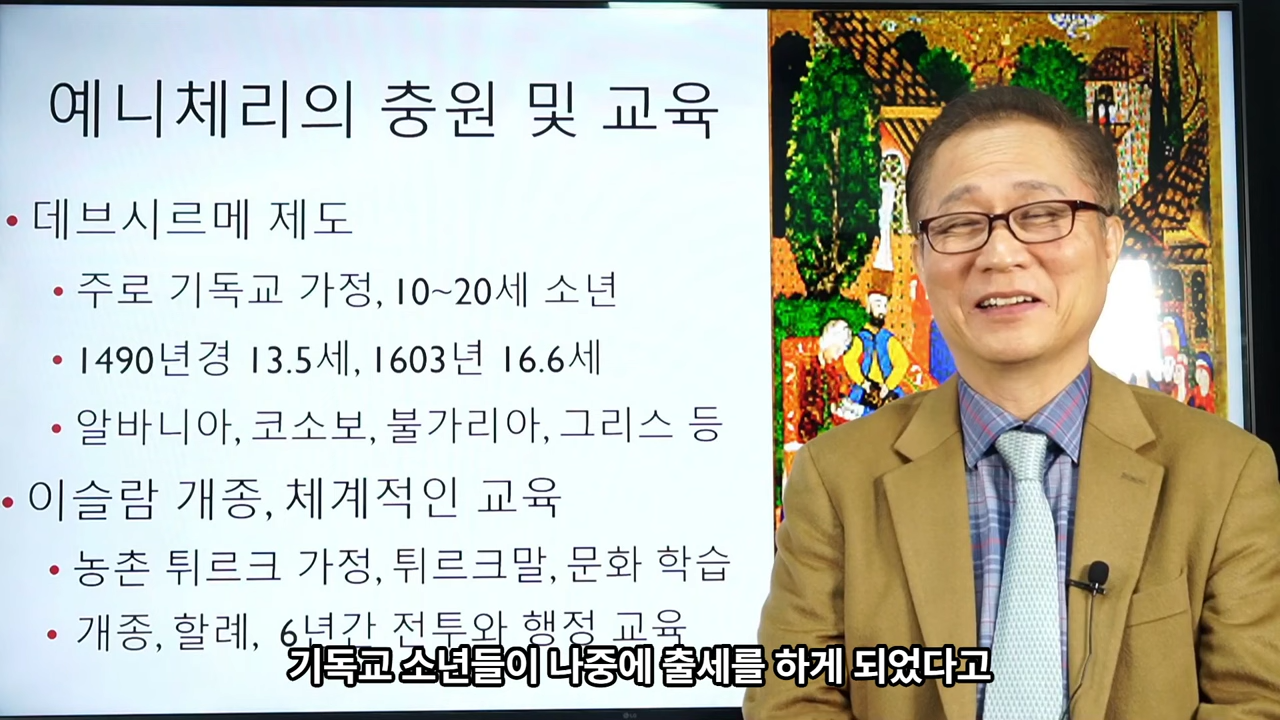 예니체리의 충원 및 교육
• 데브시르메 제도
• 주로 기독교 가정, 10~20세 소년
• 1490년경 13.5세, 1603년 16.6세
• 알바니아, 코소보, 불가리아, 그리스 등
• 이슬람 개종, 체계적인 교육
• 농촌 튀르크 가정, 튀르크말, 문화 학습
• 개종, 할례, 6년간 전투와 행정 교육
기독교 소년들이 나중에 출세를 하게 되었다고
LG